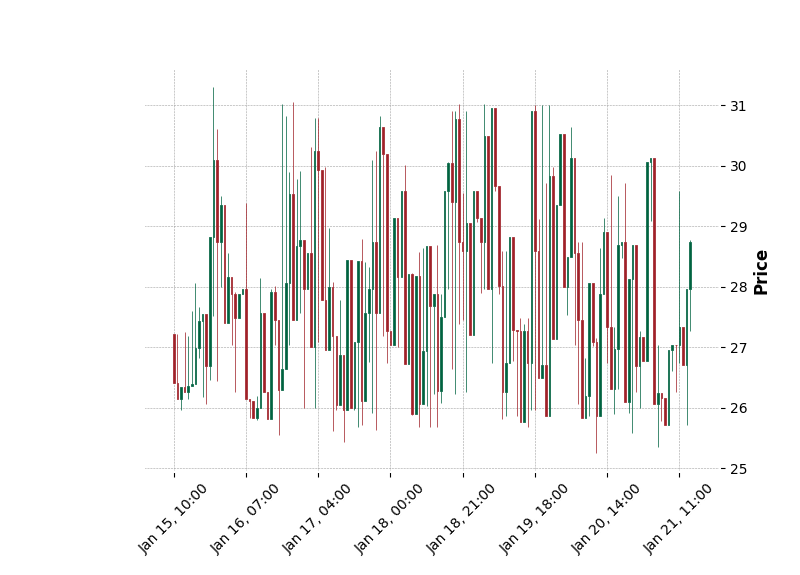 31
30
29
28
27
26
25
Price
Jan 15, 10:00
Jan 16, 07:00
Jan 17, 04:00
Jan 18, 00:00
Jan 18, 21:00
Jan 19, 18:00
Jan 20, 14:00
Jan 21, 11:00